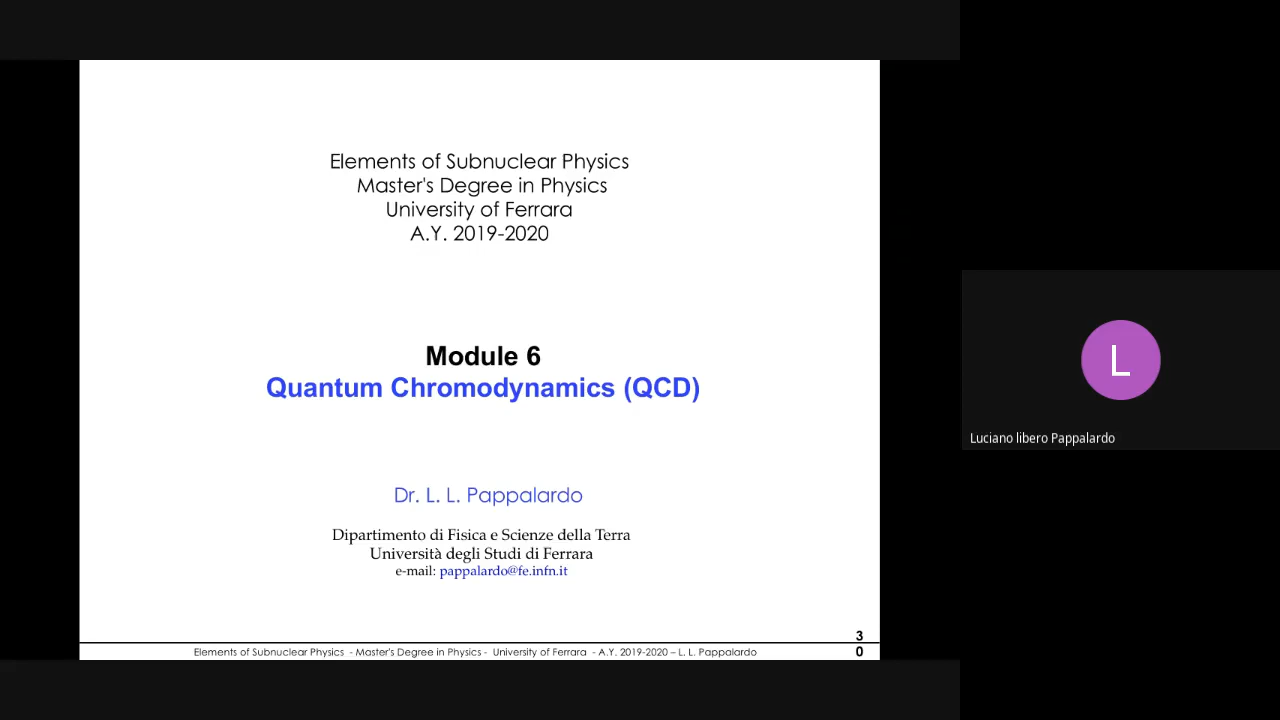 Elements of Subnuclear Physics
Master's Degree in Physics
University of Ferrara
A.Y. 2019-2020
Module 6
Quantum Chromodynamics (QCD)
Dr. L. L. Pappalardo
Dipartimento di Fisica e Scienze della Terra
Università degli Studi di Ferrara
e-mail: pappalardo@fe.infn.it
3
0
Elements of Subnuclear Physics - Master's Degree in Physics - University of Ferrara - A.Y. 2019-2020 – L. L. Pappalardo
L
Luciano libero Pappalardo